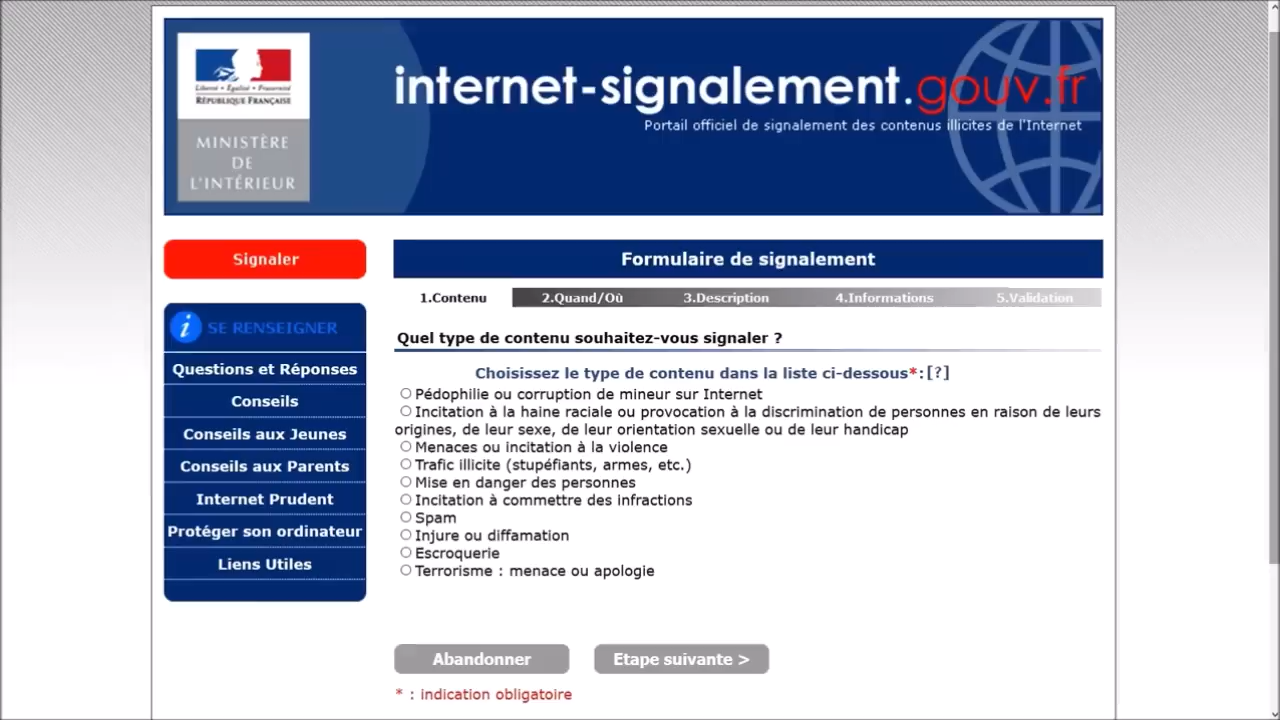 Liberté • Égalité • Fraternité
RÉPUBLIQUE FRANÇAISE
MINISTÈRE
DE
L'INTÉRIEUR
internet-signalement.gouv.fr
Portail officiel de signalement des contenus illicites de l'Internet
Signaler
i SE RENSEIGNER
Questions et Réponses
Conseils
Conseils aux Jeunes
Conseils aux Parents
Internet Prudent
Protéger son ordinateur
Liens Utiles
Formulaire de signalement
1.Contenu 2.Quand/Où 3.Description 4.Informations 5.Validation
Quel type de contenu souhaitez-vous signaler ?
Choisissez le type de contenu dans la liste ci-dessous*:[?]
Pédophilie ou corruption de mineur sur Internet
Incitation à la haine raciale ou provocation à la discrimination de personnes en raison de leurs
origines, de leur sexe, de leur orientation sexuelle ou de leur handicap
Menaces ou incitation à la violence
Trafic illicite (stupéfiants, armes, etc.)
Mise en danger des personnes
Incitation à commettre des infractions
Spam
Injure ou diffamation
Escroquerie
Terrorisme : menace ou apologie
Abandonner Etape suivante >
* : indication obligatoire